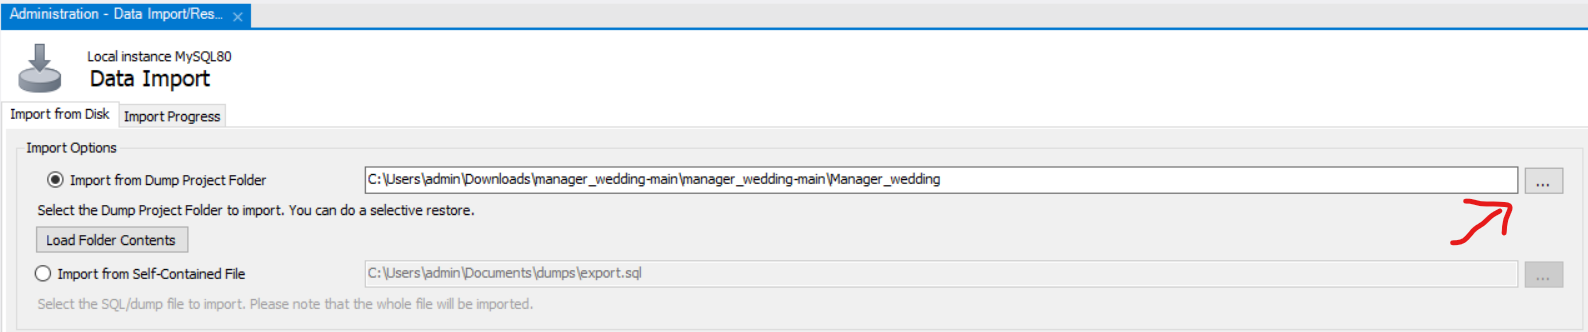 Administration - Data Import/Res...
Local instance MySQL80
Data Import
Import from Disk Import Progress
Import Options
Import from Dump Project Folder C:\Users\admin\Downloads\manager_wedding-main\manager_wedding-main\Manager_wedding ...
Select the Dump Project Folder to import. You can do a selective restore.
Load Folder Contents
Import from Self-Contained File C:\Users\admin\Documents\dumps\export.sql ...
Select the SQL/dump file to import. Please note that the whole file will be imported.